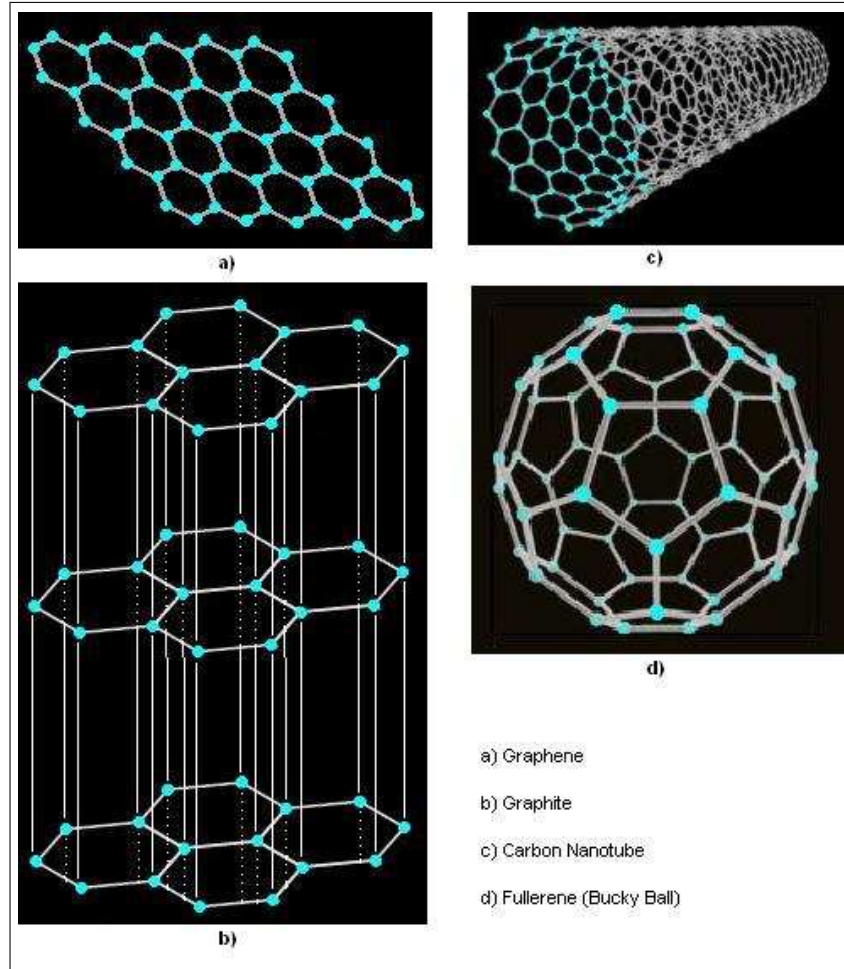 a)
c)
b)
d)
a) Graphene
b) Graphite
c) Carbon Nanotube
d) Fullerene (Bucky Ball)